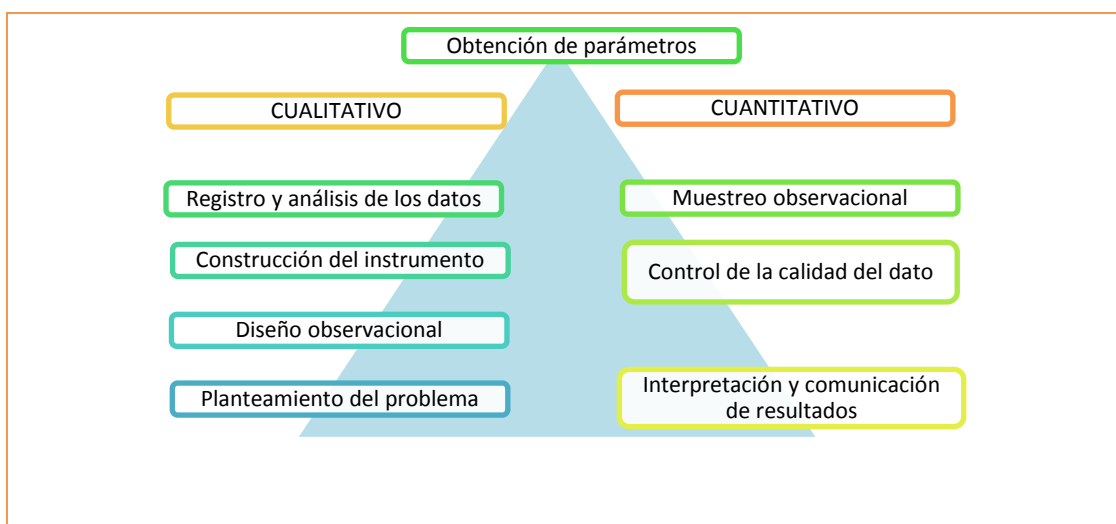 Obtención de parámetros
CUALITATIVO
CUANTITATIVO
Registro y análisis de los datos
Muestreo observacional
Construcción del instrumento
Control de la calidad del dato
Diseño observacional
Planteamiento del problema
Interpretación y comunicación
de resultados